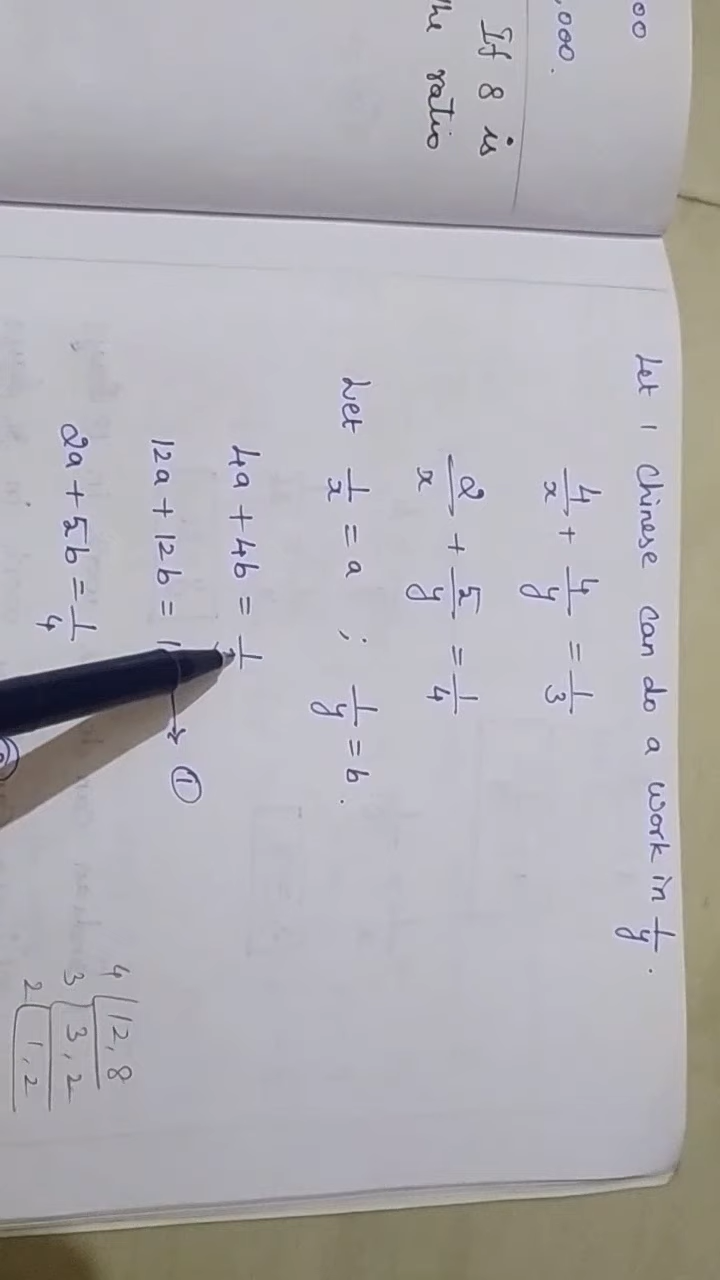 00
,000.
If 8 is
the ratio
Let 1 Chinese can do a work in 1/y.
4/x + 4/y = 1/3
2/x + 5/y = 1/4
Let 1/x = a ; 1/y = b.
4a + 4b = 1/3
12a + 12b = 1 → ①
2a + 5b = 1/4
4 | 12, 8
3 | 3, 2
2 | 1, 2